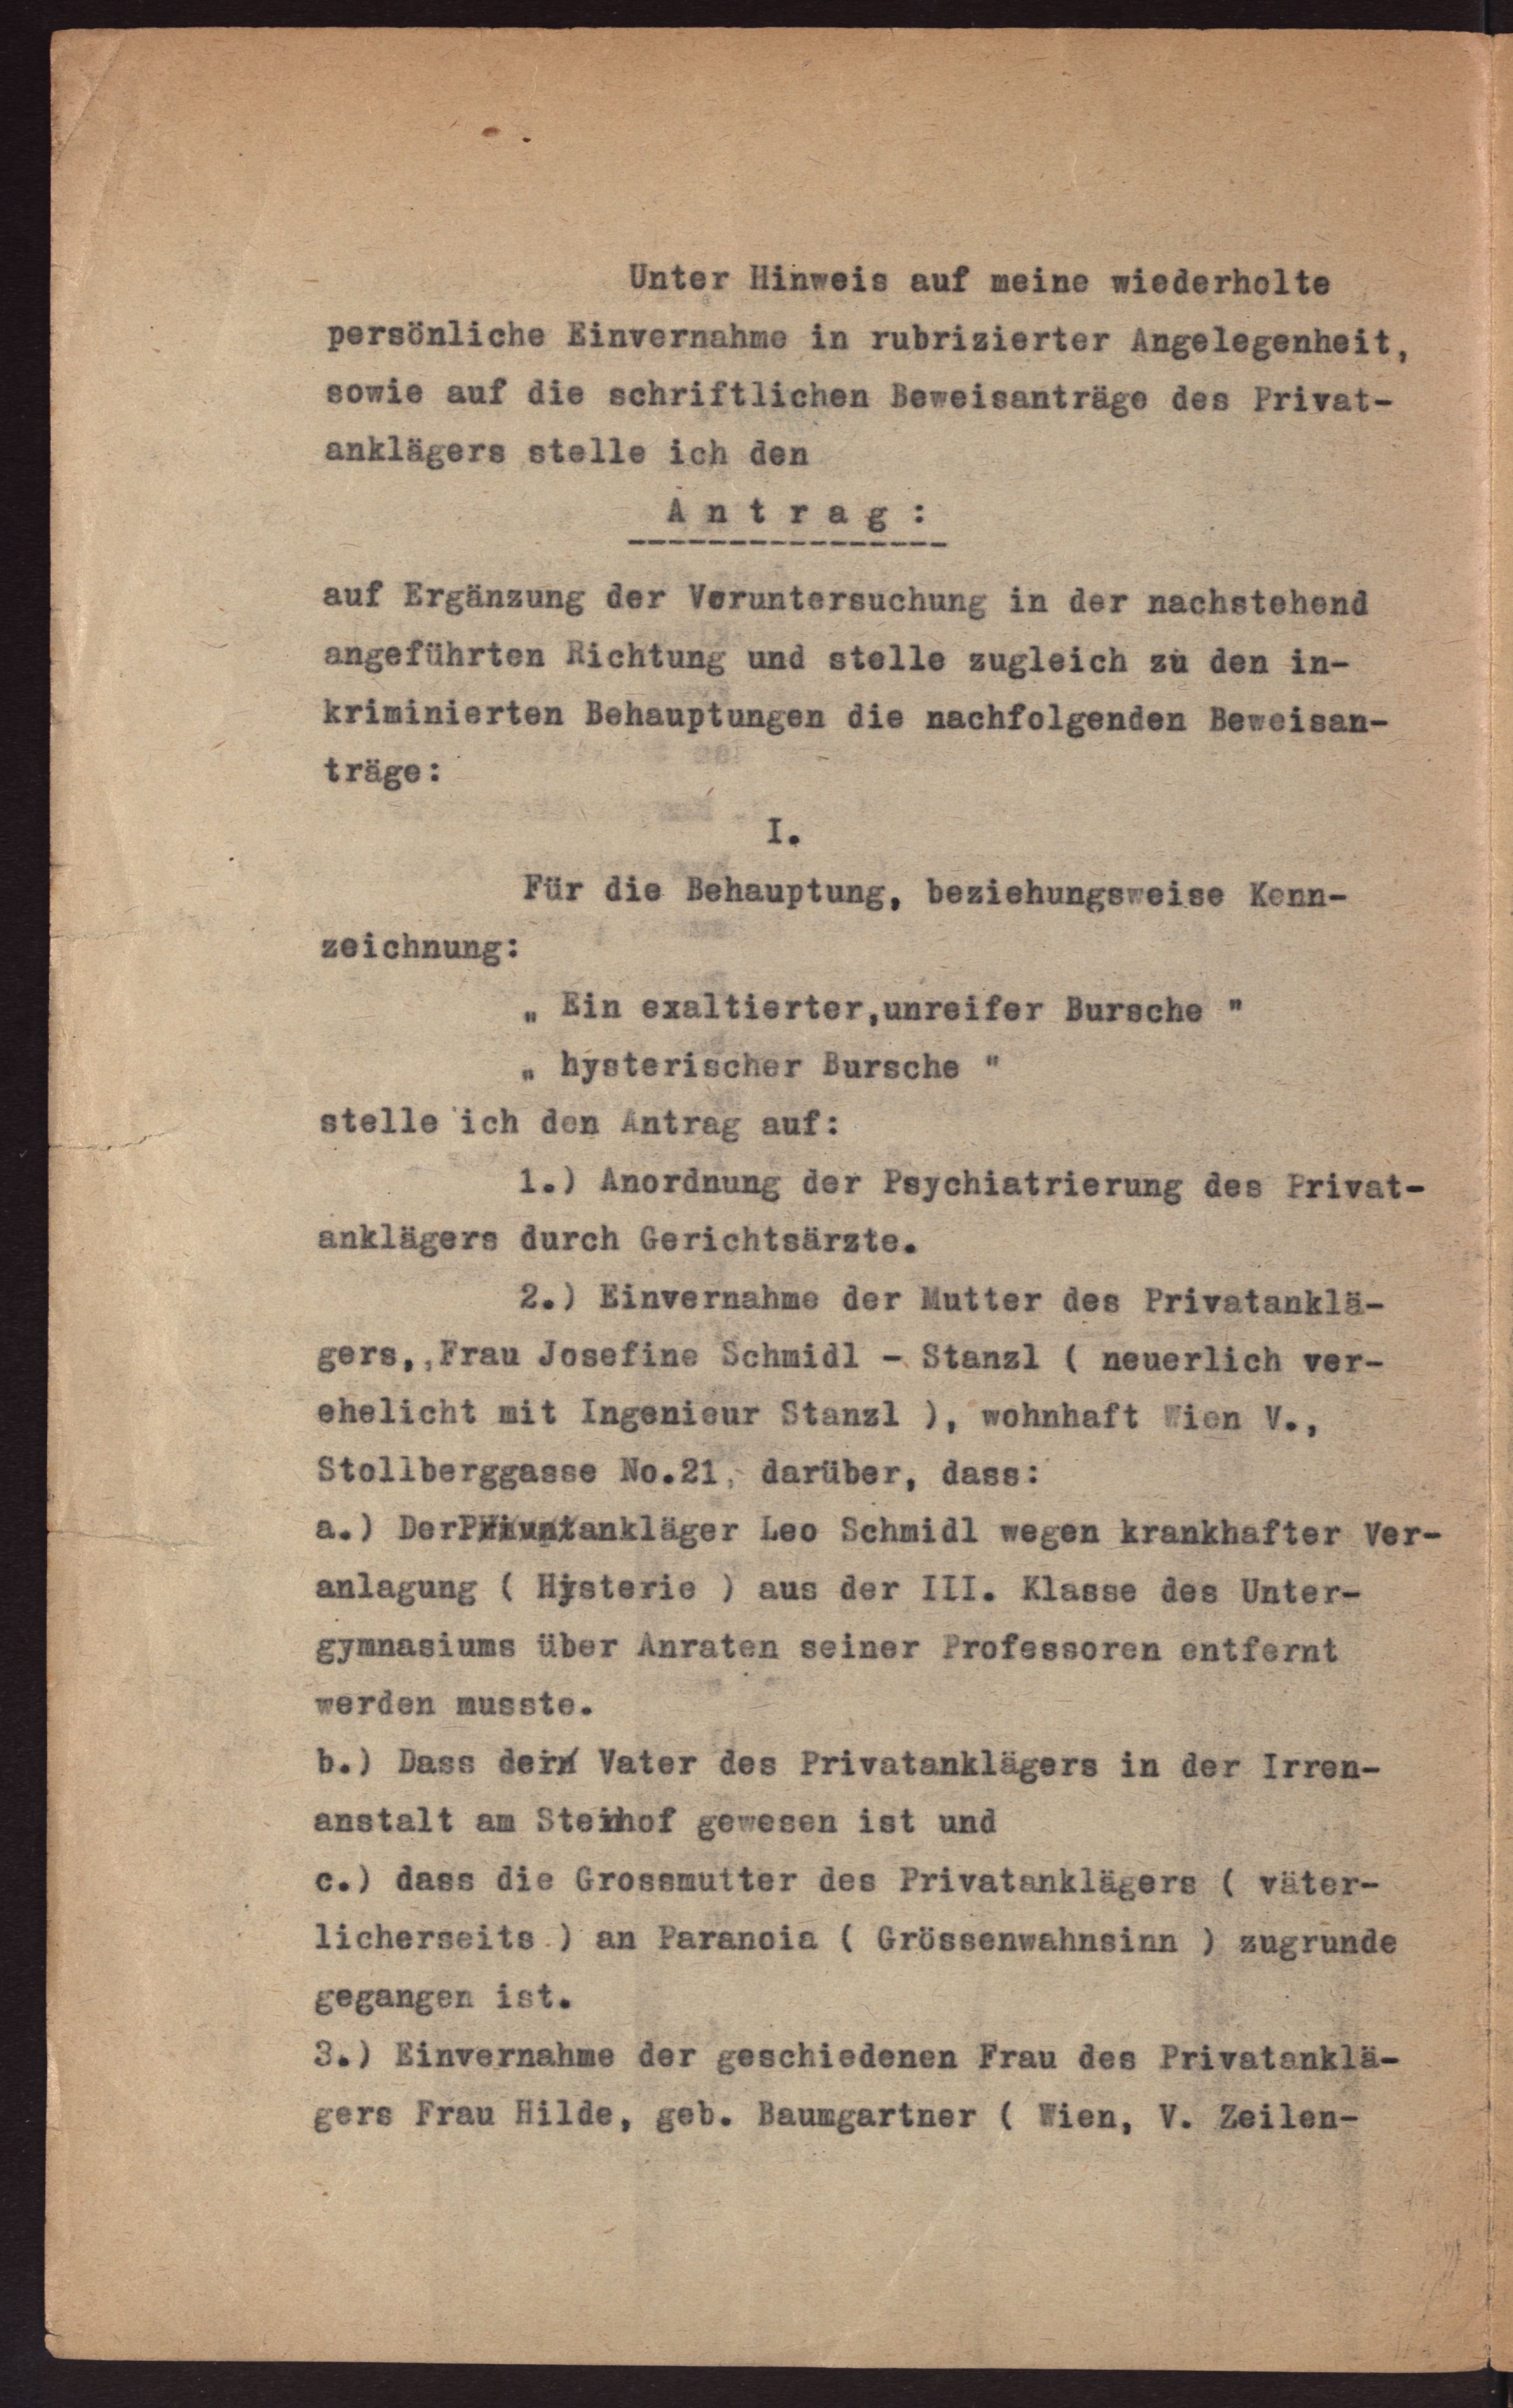 Unter Hinweis auf meine wiederholte
persönliche Einvernahme in rubrizierter Angelegenheit,
sowie auf die schriftlichen Beweisanträge des Privat-
anklägers stelle ich den
A n t r a g :
----------------
auf Ergänzung der Voruntersuchung in der nachstehend
angeführten Richtung und stelle zugleich zu den in-
kriminierten Behauptungen die nachfolgenden Beweisan-
träge:
I.
Für die Behauptung, beziehungsweise Kenn-
zeichnung:
„ Ein exaltierter,unreifer Bursche "
„ hysterischer Bursche "
stelle ich den Antrag auf:
1.) Anordnung der Psychiatrierung des Privat-
anklägers durch Gerichtsärzte.
2.) Einvernahme der Mutter des Privatanklä-
gers,,Frau Josefine Schmidl - Stanzl ( neuerlich ver-
ehelicht mit Ingenieur Stanzl ), wohnhaft Wien V.,
Stollberggasse No.21, darüber, dass:
a.) Der Privatankläger Leo Schmidl wegen krankhafter Ver-
anlagung ( Hysterie ) aus der III. Klasse des Unter-
gymnasiums über Anraten seiner Professoren entfernt
werden musste.
b.) Dass der Vater des Privatanklägers in der Irren-
anstalt am Steinhof gewesen ist und
c.) dass die Grossmutter des Privatanklägers ( väter-
licherseits ) an Paranoia ( Grössenwahnsinn ) zugrunde
gegangen ist.
3.) Einvernahme der geschiedenen Frau des Privatanklä-
gers Frau Hilde, geb. Baumgartner ( Wien, V. Zeilen-